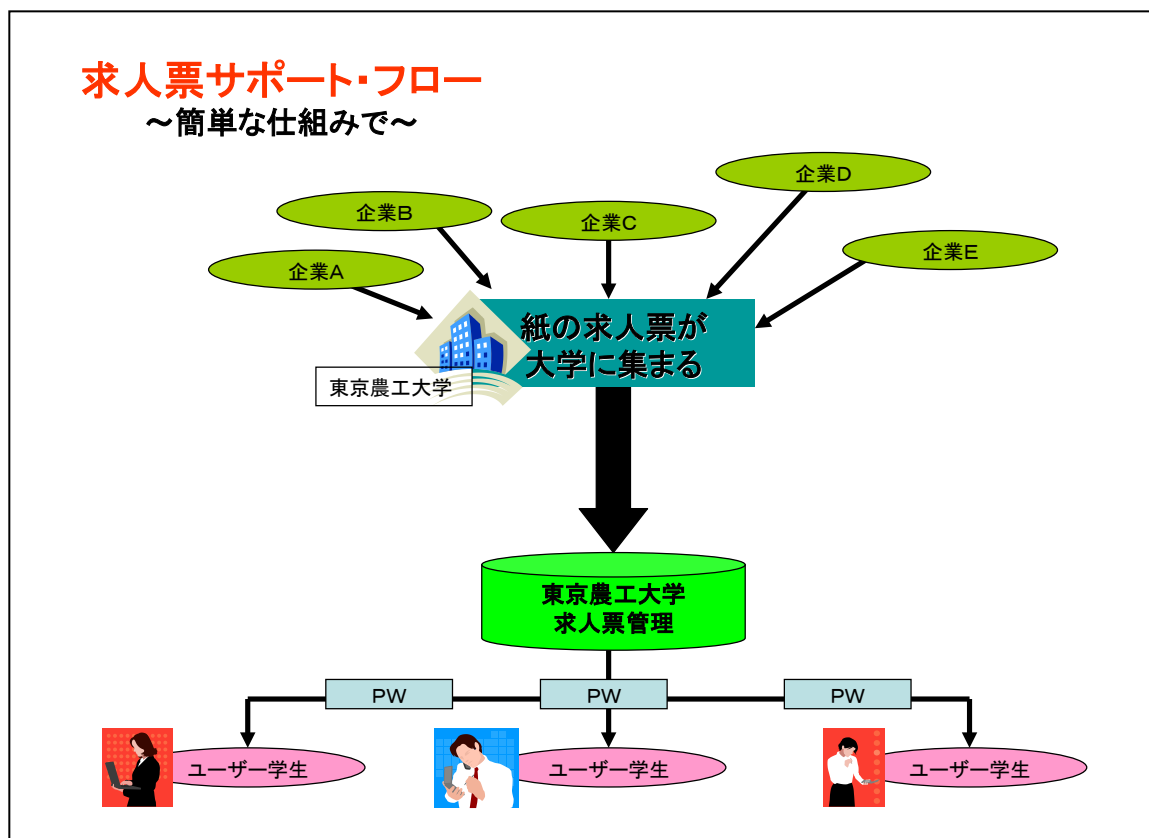 求人票サポート・フロー
～簡単な仕組みで～
企業D
企業B
企業C
企業E
企業A
紙の求人票が
大学に集まる
東京農工大学
東京農工大学
求人票管理
PW
PW
PW
ユーザー学生
ユーザー学生
ユーザー学生